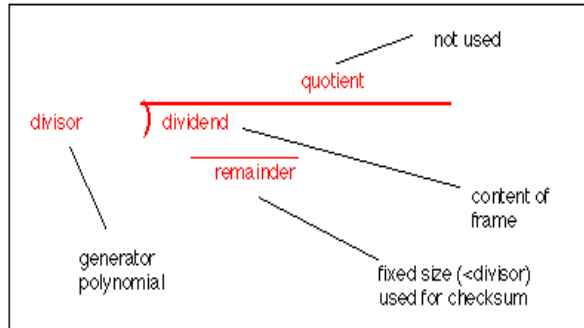 not used
quotient
divisor
dividend
remainder
content of
frame
generator
polynomial
fixed size (<divisor)
used for checksum